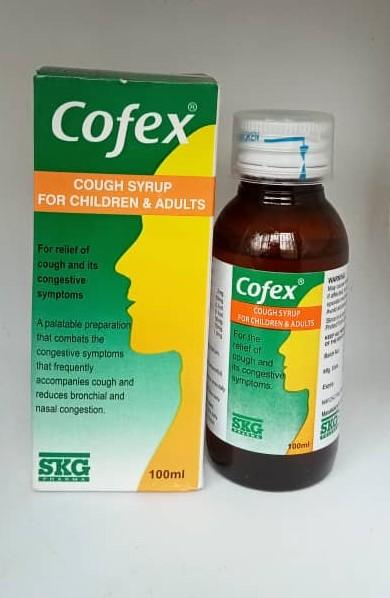 Cofex®
COUGH SYRUP
FOR CHILDREN & ADULTS
For relief of
cough and its
congestive
symptoms
A palatable preparation
that combats the
congestive symptoms
that frequently
accompanies cough and
reduces bronchial and
nasal congestion.
SKG
PHARMA
100ml
Cofex®
COUGH SYRUP
FOR CHILDREN & ADULTS
For the
relief of
cough and
its congestive
symptoms.
SKG
PHARMA
100ml
WARNING
SKG